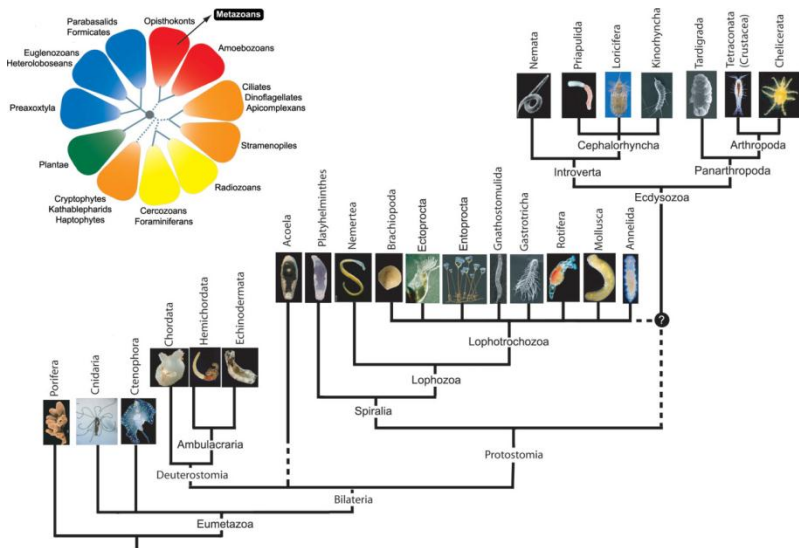 Metazoans
Parabasalids
Formicates
Opisthokonts
Amoebozoans
Euglenozoans
Heteroloboseans
Ciliates
Dinoflagellates
Apicomplexans
Preaxoxtyla
Stramenopiles
Plantae
Radiozoans
Cryptophytes
Kathablepharids
Haptophytes
Cercozoans
Foraminiferans
Nemata
Priapulida
Loricifera
Kinorhyncha
Tardigrada
Tetraconata
(Crustacea)
Chelicerata
Cephalorhyncha
Arthropoda
Introverta
Panarthropoda
Ecdysozoa
Acoela
Platyhelminthes
Nemertea
Brachiopoda
Ectoprocta
Entoprocta
Gnathostomulida
Gastrotricha
Rotifera
Mollusca
Annelida
?
Lophotrochozoa
Lophozoa
Spiralia
Chordata
Hemichordata
Echinodermata
Porifera
Cnidaria
Ctenophora
Ambulacraria
Deuterostomia
Protostomia
Bilateria
Eumetazoa